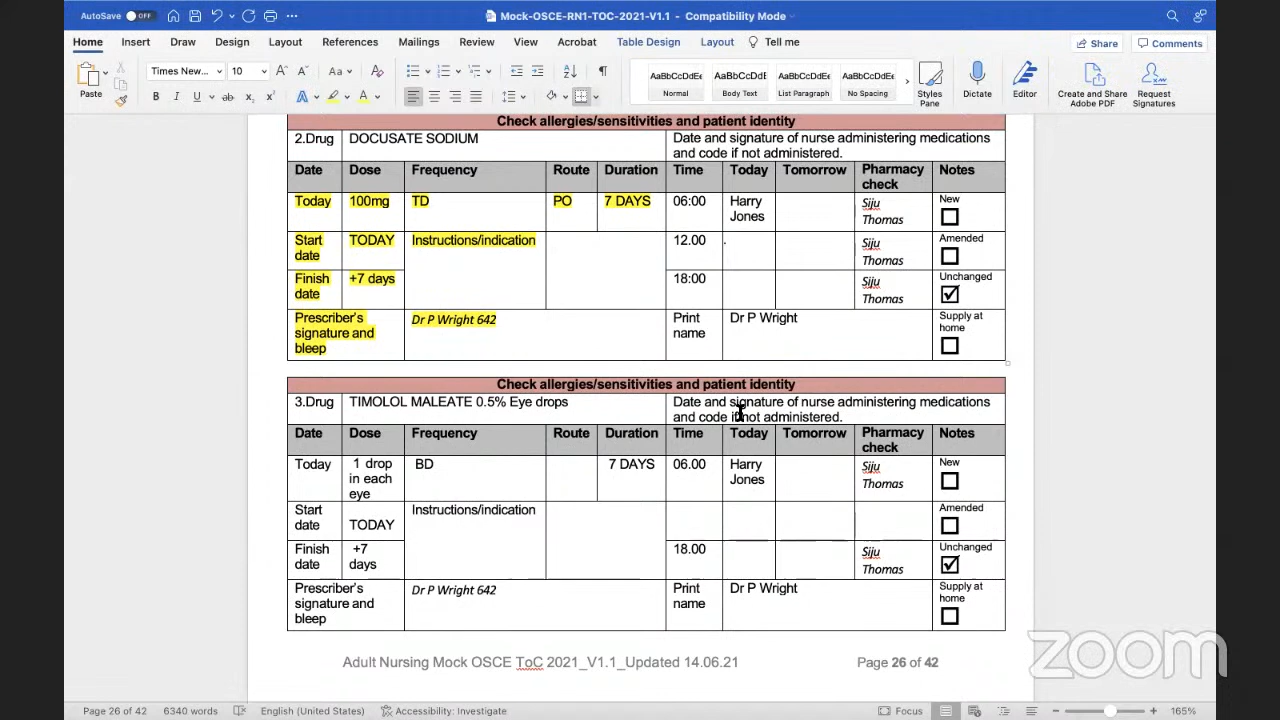 AutoSave OFF
Mock-OSCE-RN1-TOC-2021-V1.1 - Compatibility Mode
Home Insert Draw Design Layout References Mailings Review View Acrobat Table Design Layout Tell me Share Comments
Paste Times New... 10 A A Aa A
B I U ab x₂ x² A A
AaBbCcDdEe AaBbCcDdE AaBbCcDdEe AaBbCcDdEe
Normal Body Text List Paragraph No Spacing
Styles Pane Dictate Editor Create and Share Adobe PDF Request Signatures
Check allergies/sensitivities and patient identity
2.Drug DOCUSATE SODIUM Date and signature of nurse administering medications
and code if not administered.
Date Dose Frequency Route Duration Time Today Tomorrow Pharmacy check Notes
Today 100mg TD PO 7 DAYS 06:00 Harry Jones Siju Thomas New
Start date TODAY Instructions/indication 12.00 . Siju Thomas Amended
Finish date +7 days 18:00 Siju Thomas Unchanged
Prescriber's signature and bleep Dr P Wright 642 Print name Dr P Wright Supply at home
Check allergies/sensitivities and patient identity
3.Drug TIMOLOL MALEATE 0.5% Eye drops Date and signature of nurse administering medications
and code if not administered.
Date Dose Frequency Route Duration Time Today Tomorrow Pharmacy check Notes
Today 1 drop in each eye BD 7 DAYS 06.00 Harry Jones Siju Thomas New
Start date TODAY Instructions/indication Amended
Finish date +7 days 18.00 Siju Thomas Unchanged
Prescriber's signature and bleep Dr P Wright 642 Print name Dr P Wright Supply at home
Adult Nursing Mock OSCE ToC 2021_V1.1_Updated 14.06.21 Page 26 of 42
zoom
Page 26 of 42 6340 words English (United States) Accessibility: Investigate Focus 165%